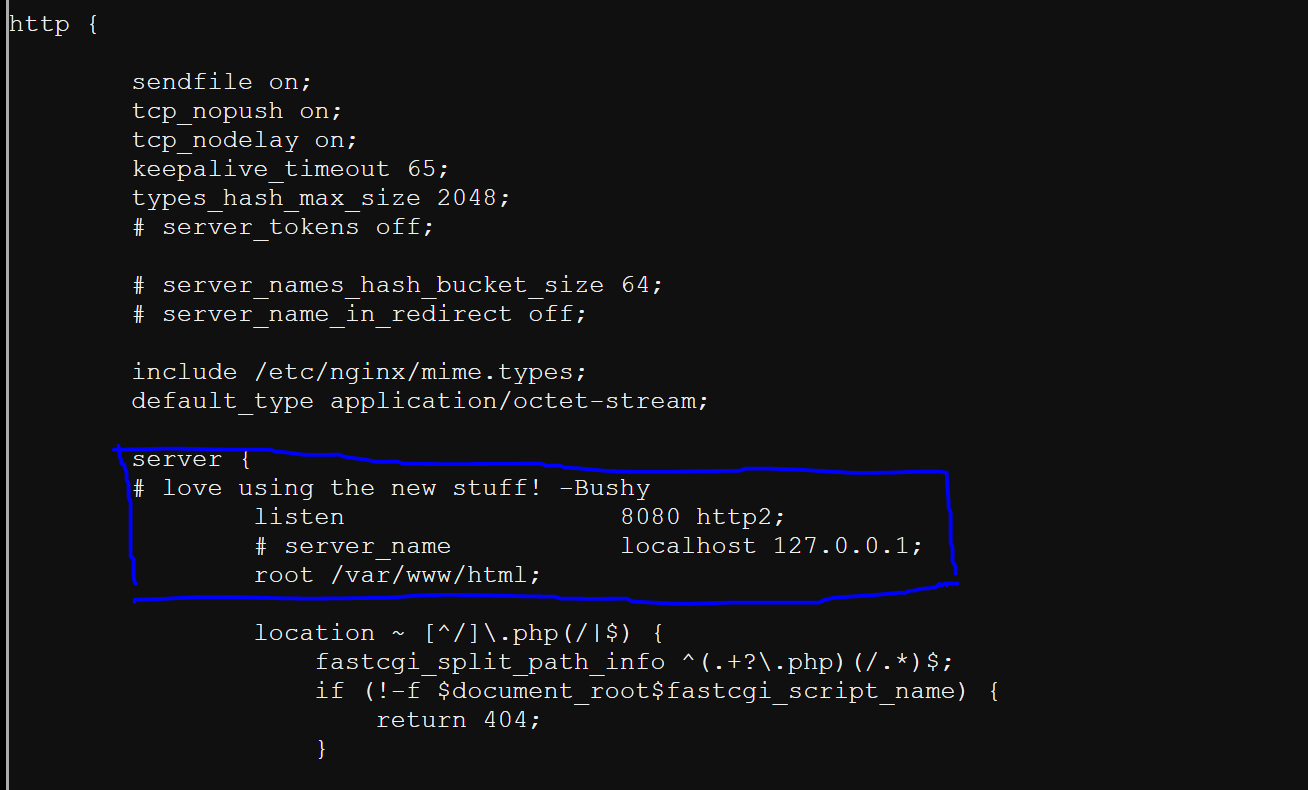 http {
sendfile on;
tcp_nopush on;
tcp_nodelay on;
keepalive_timeout 65;
types_hash_max_size 2048;
# server_tokens off;
# server_names_hash_bucket_size 64;
# server_name_in_redirect off;
include /etc/nginx/mime.types;
default_type application/octet-stream;
server {
# love using the new stuff! -Bushy
listen 8080 http2;
# server_name localhost 127.0.0.1;
root /var/www/html;
location ~ [^/]\.php(/|$) {
fastcgi_split_path_info ^(.+?\.php)(/.*)$;
if (!-f $document_root$fastcgi_script_name) {
return 404;
}